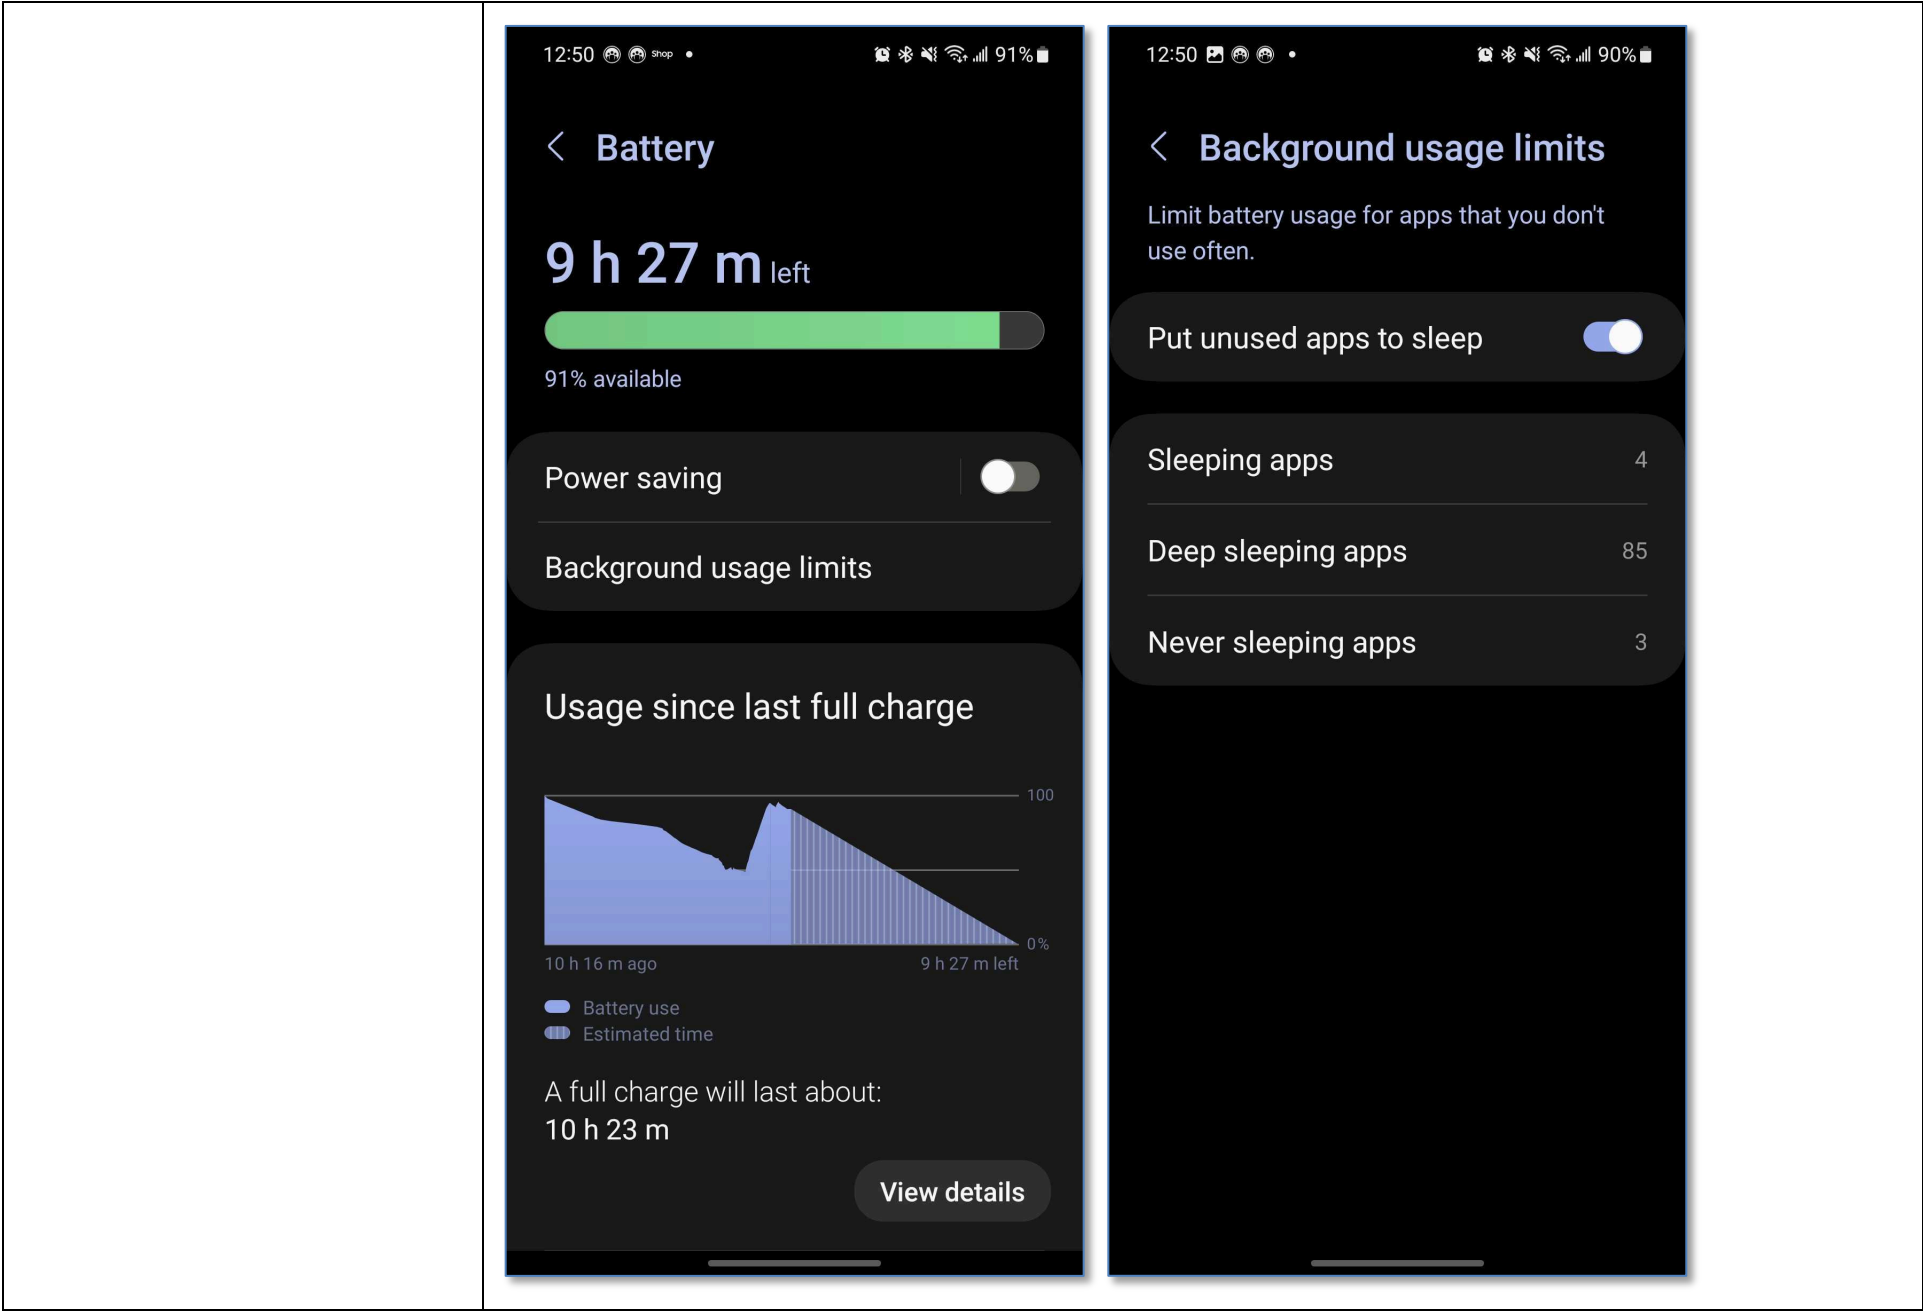 12:50 Shop 91%
Battery
9 h 27 m left
91% available
Power saving
Background usage limits
Usage since last full charge
100
0%
10 h 16 m ago 9 h 27 m left
Battery use
Estimated time
A full charge will last about:
10 h 23 m
View details
12:50 90%
Background usage limits
Limit battery usage for apps that you don't
use often.
Put unused apps to sleep
Sleeping apps 4
Deep sleeping apps 85
Never sleeping apps 3